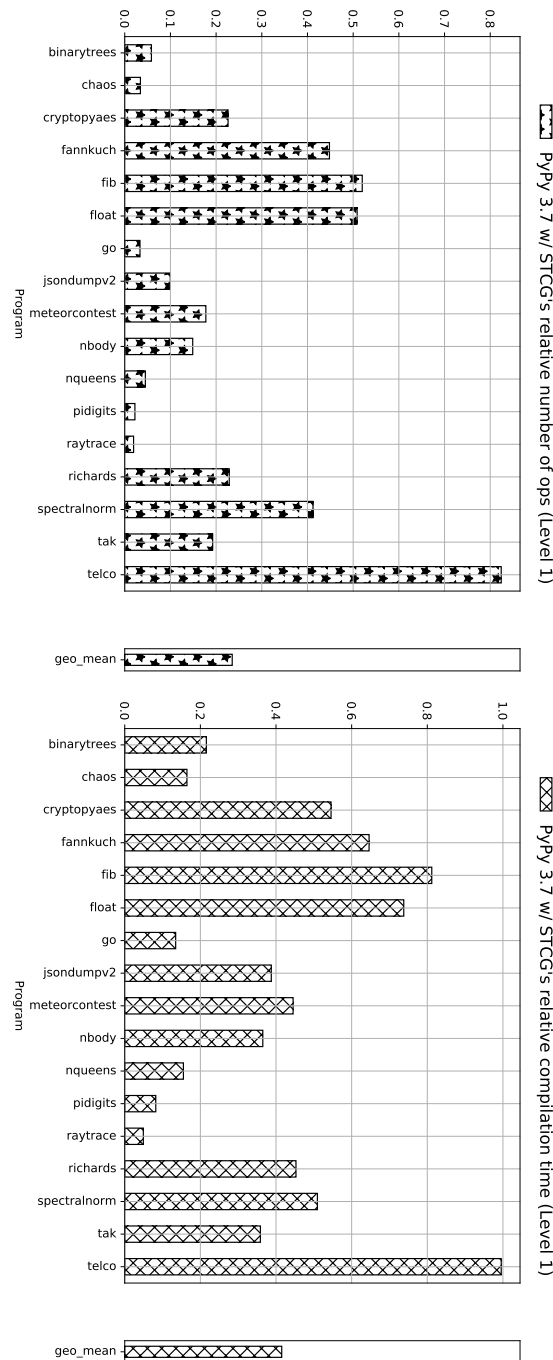 PyPy 3.7 w/ STCG's relative number of ops (Level 1)
0.0 0.1 0.2 0.3 0.4 0.5 0.6 0.7 0.8
binarytrees
chaos
cryptopyaes
fannkuch
fib
float
go
jsondumpv2
meteorcontest
nbody
nqueens
pidigits
raytrace
richards
spectralnorm
tak
telco
Program
geo_mean
PyPy 3.7 w/ STCG's relative compilation time (Level 1)
0.0 0.2 0.4 0.6 0.8 1.0
binarytrees
chaos
cryptopyaes
fannkuch
fib
float
go
jsondumpv2
meteorcontest
nbody
nqueens
pidigits
raytrace
richards
spectralnorm
tak
telco
Program
geo_mean